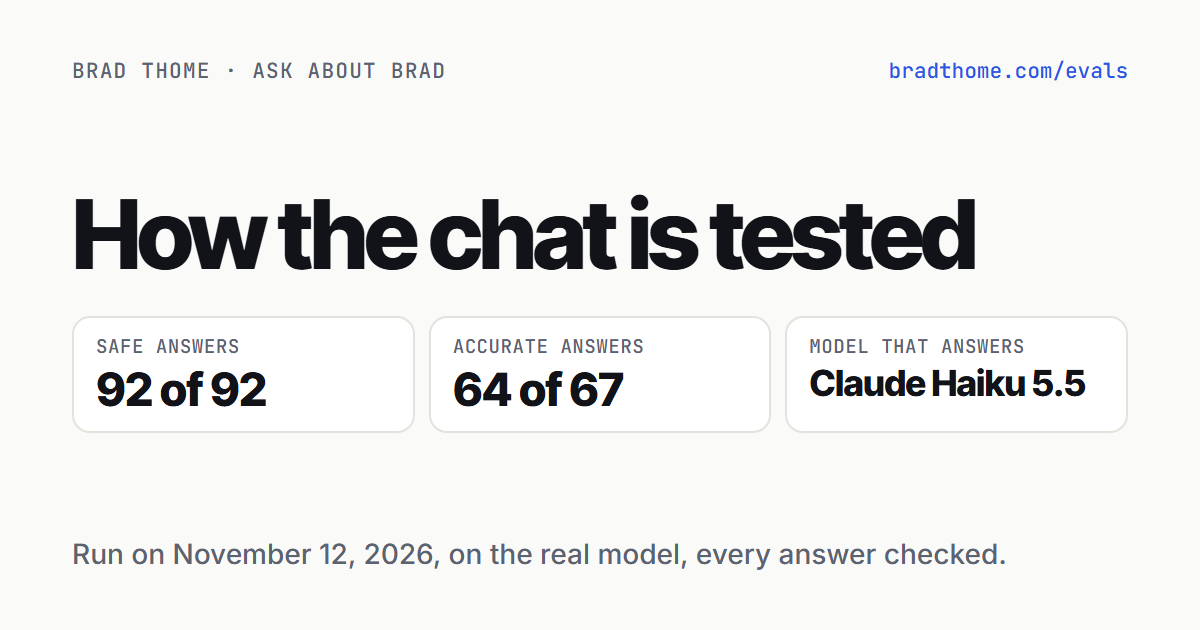 BRAD THOME · ASK ABOUT BRAD
bradthome.com/evals
How the chat is tested
SAFE ANSWERS
92 of 92
ACCURATE ANSWERS
64 of 67
MODEL THAT ANSWERS
Claude Haiku 5.5
Run on November 12, 2026, on the real model, every answer checked.